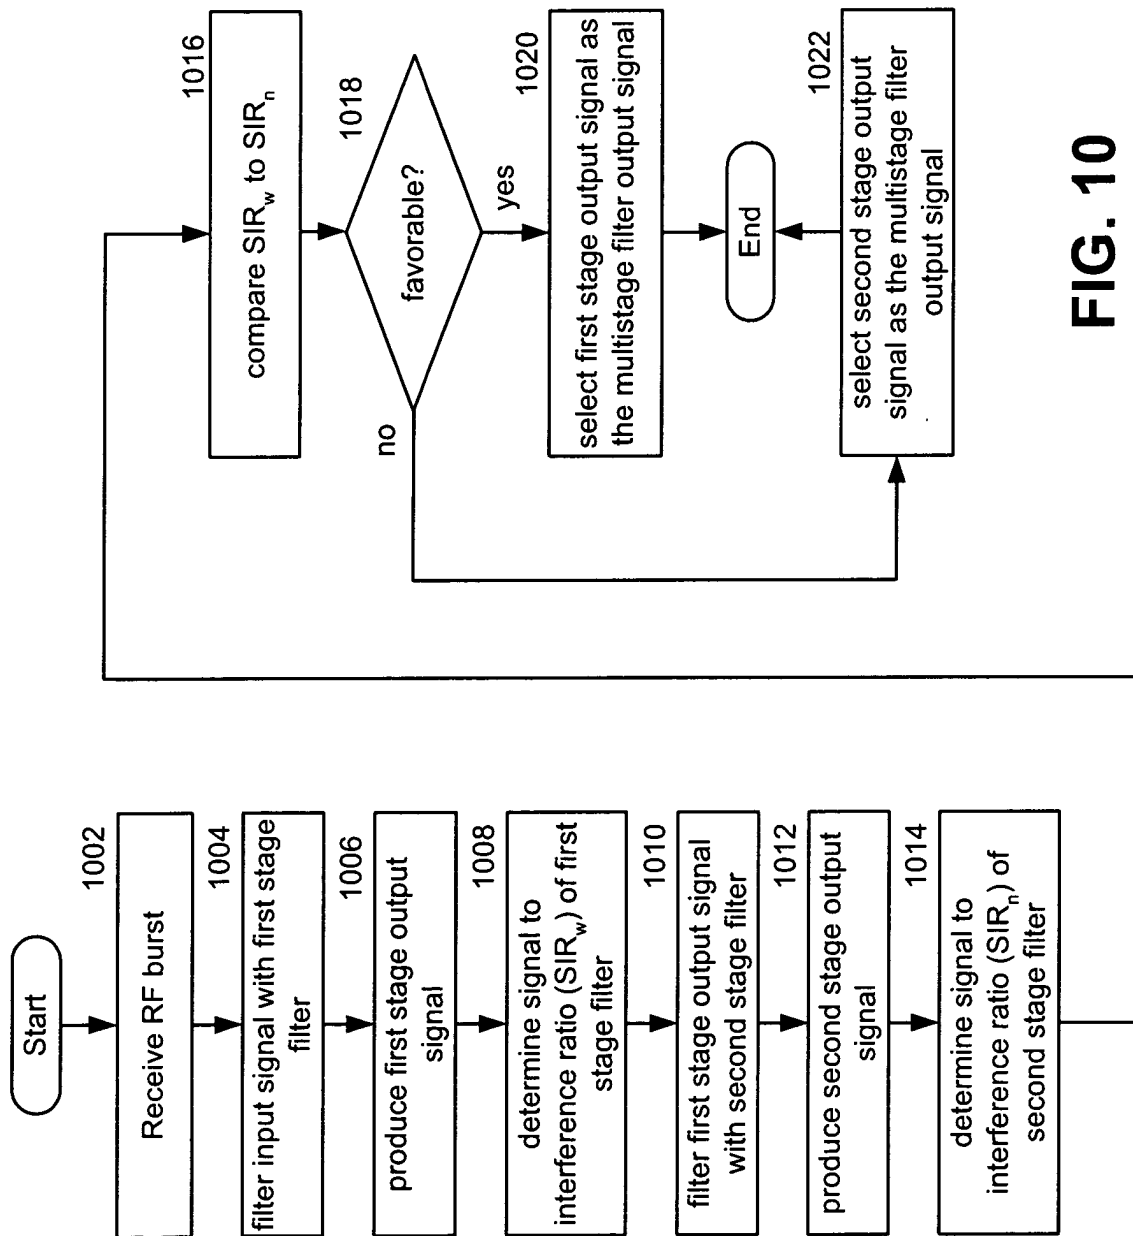 Start
1002
Receive RF burst
1004
filter input signal with first stage
filter
1006
produce first stage output
signal
1008
determine signal to
interference ratio (SIRw) of first
stage filter
1010
filter first stage output signal
with second stage filter
1012
produce second stage output
signal
1014
determine signal to
interference ratio (SIRn) of
second stage filter
1016
compare SIRw to SIRn
1018
favorable?
no
yes
1020
select first stage output signal as
the multistage filter output signal
End
1022
select second stage output
signal as the multistage filter
output signal
FIG. 10